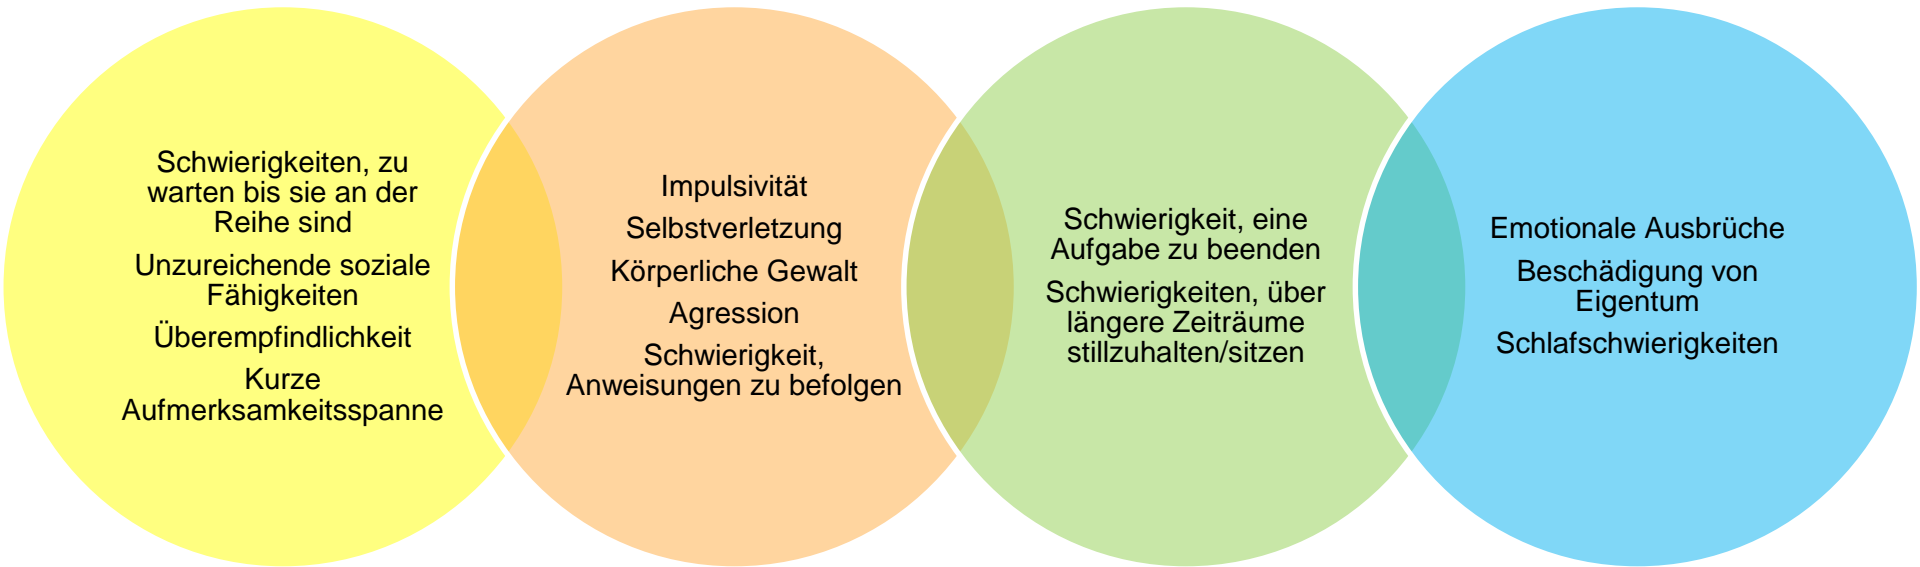 Schwierigkeiten, zu
warten bis sie an der
Reihe sind
Unzureichende soziale
Fähigkeiten
Überempfindlichkeit
Kurze
Aufmerksamkeitsspanne
Impulsivität
Selbstverletzung
Körperliche Gewalt
Agression
Schwierigkeit,
Anweisungen zu befolgen
Schwierigkeit, eine
Aufgabe zu beenden
Schwierigkeiten, über
längere Zeiträume
stillzuhalten/sitzen
Emotionale Ausbrüche
Beschädigung von
Eigentum
Schlafschwierigkeiten